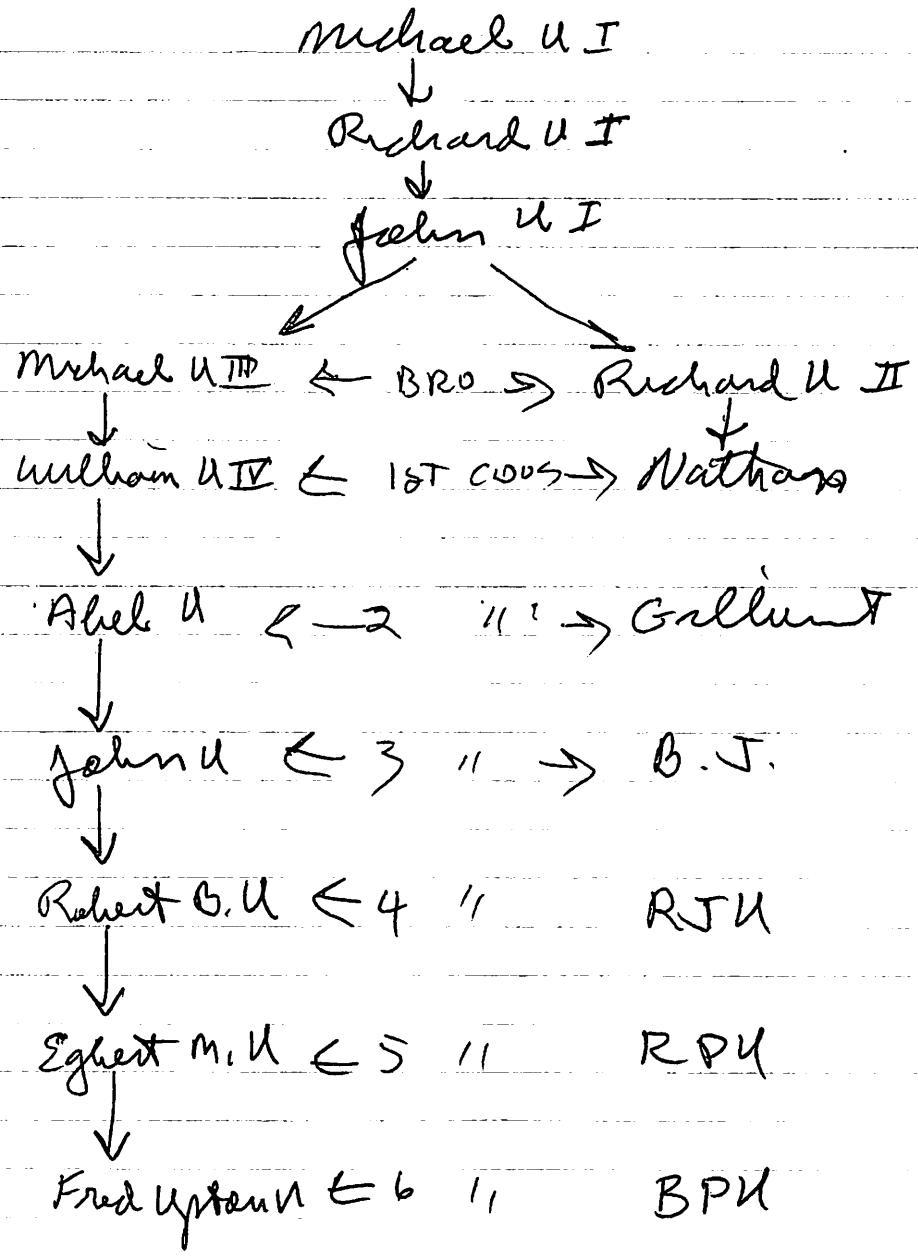 Michael U I
Richard U I
John U I
Michael U III ← BRO → Richard U II
William U IV ← 1ST COUS → Nathan
Abel U ← 2 " →
John U ← 3 " → B.J.
Robert B. U ← 4 " RJU
Egbert M. U ← 5 " RPU
Fred Upton U ← 6 " BPU